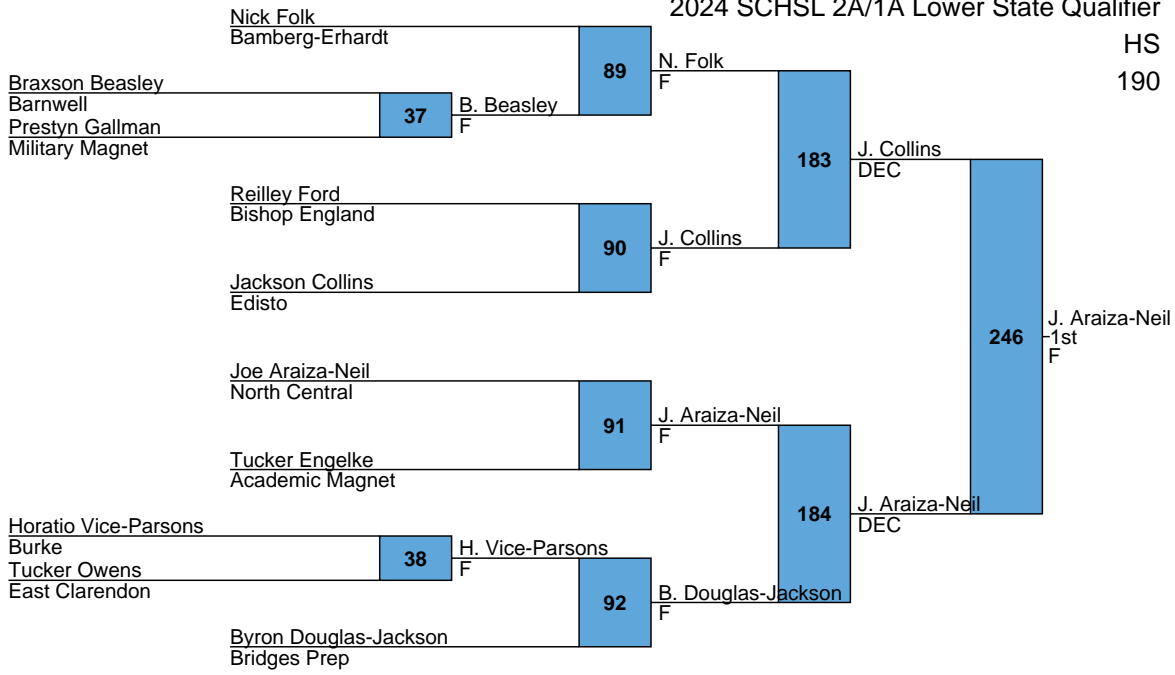 2024 SCHSL 2A/1A Lower State Qualifier
HS
190
Nick Folk
Bamberg-Erhardt
89
N. Folk
F
Braxson Beasley
Barnwell
37
B. Beasley
F
Prestyn Gallman
Military Magnet
183
J. Collins
DEC
Reilley Ford
Bishop England
90
J. Collins
F
Jackson Collins
Edisto
246
J. Araiza-Neil
1st
F
Joe Araiza-Neil
North Central
91
J. Araiza-Neil
F
Tucker Engelke
Academic Magnet
184
J. Araiza-Neil
DEC
Horatio Vice-Parsons
Burke
38
H. Vice-Parsons
F
Tucker Owens
East Clarendon
92
B. Douglas-Jackson
F
Byron Douglas-Jackson
Bridges Prep